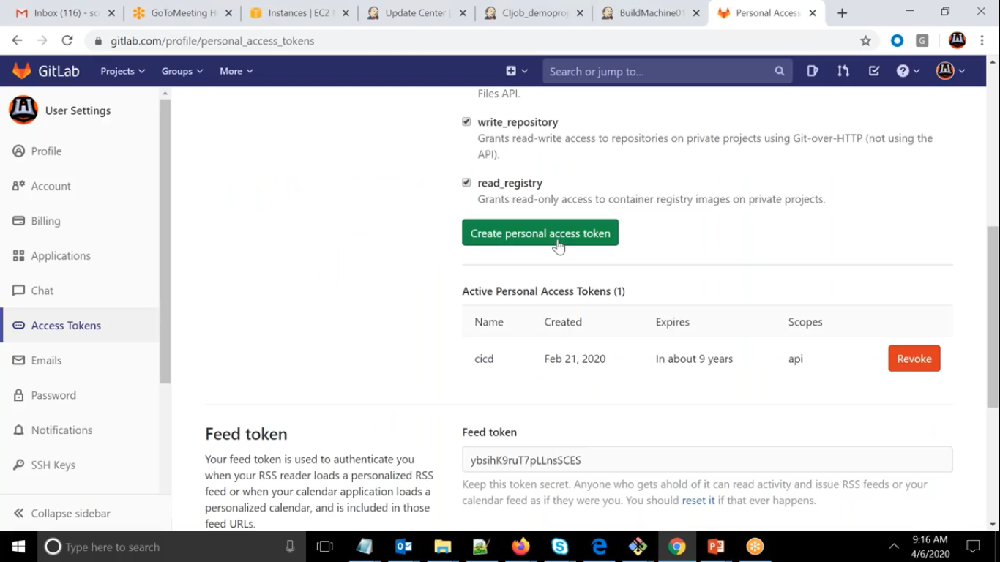 Inbox (116) - sc
GoToMeeting H
Instances | EC2
Update Center
CIjob_demoproj
BuildMachine01
Personal Access
gitlab.com/profile/personal_access_tokens
G
GitLab
Projects
Groups
More
Search or jump to...
User Settings
Profile
Account
Billing
Applications
Chat
Access Tokens
Emails
Password
Notifications
SSH Keys
Collapse sidebar
Files API.
write_repository
Grants read-write access to repositories on private projects using Git-over-HTTP (not using the
API).
read_registry
Grants read-only access to container registry images on private projects.
Create personal access token
Active Personal Access Tokens (1)
Name Created Expires Scopes
cicd Feb 21, 2020 In about 9 years api Revoke
Feed token
Your feed token is used to authenticate you
when your RSS reader loads a personalized RSS
feed or when your calendar application loads a
personalized calendar, and is included in those
feed URLs.
Feed token
ybsihK9ruT7pLLnsSCES
Keep this token secret. Anyone who gets ahold of it can read activity and issue RSS feeds or your
calendar feed as if they were you. You should reset it if that ever happens.
Type here to search
9:16 AM
4/6/2020